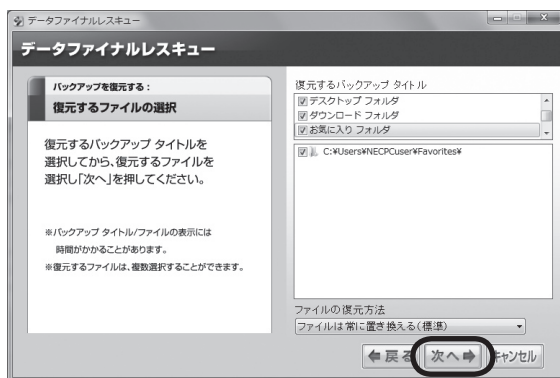 データファイナルレスキュー
データファイナルレスキュー
バックアップを復元する：
復元するファイルの選択
復元するバックアップ タイトルを
選択してから、復元するファイルを
選択し「次へ」を押してください。
※バックアップ タイトル/ファイルの表示には
時間がかかることがあります。
※復元するファイルは、複数選択することができます。
復元するバックアップ タイトル
デスクトップ フォルダ
ダウンロード フォルダ
お気に入り フォルダ
C:¥Users¥NECPCuser¥Favorites¥
ファイルの復元方法
ファイルは常に置き換える(標準)
戻る 次へ キャンセル